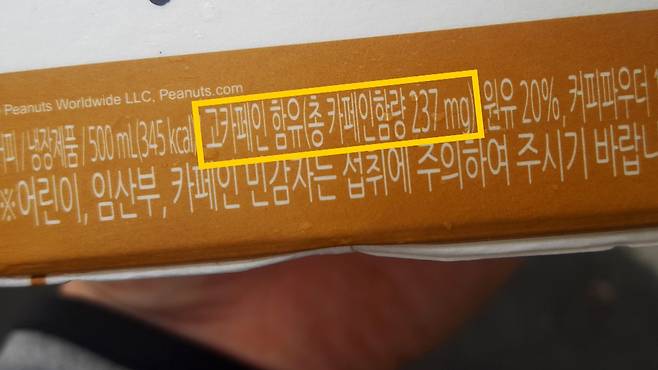 Peanuts Worldwide LLC, Peanuts.com
피 / 냉장제품 / 500 mL(345 kcal) 고카페인 함유(총 카페인함량 237 mg) 원유 20%, 커피파우더
※어린이, 임산부, 카페인 민감자는 섭취에 주의하여 주시기 바랍니